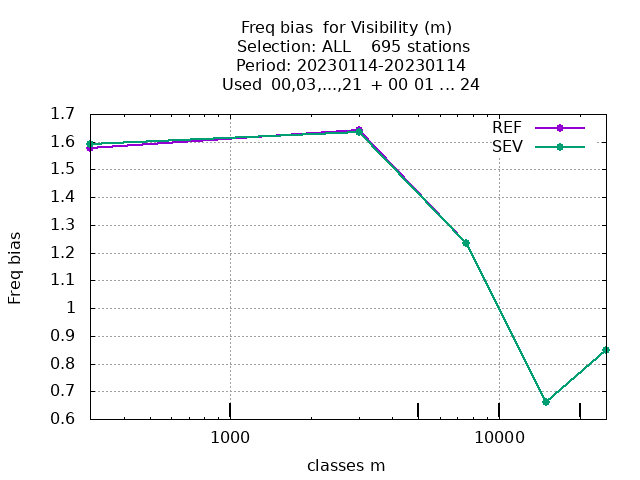 Freq bias  for Visibility (m)
Selection: ALL    695 stations
Period: 20230114-20230114
Used  00,03,...,21  + 00 01 ... 24
REF
SEV
1.7
1.6
1.5
1.4
1.3
1.2
1.1
1
0.9
0.8
0.7
0.6
Freq bias
1000
10000
classes m